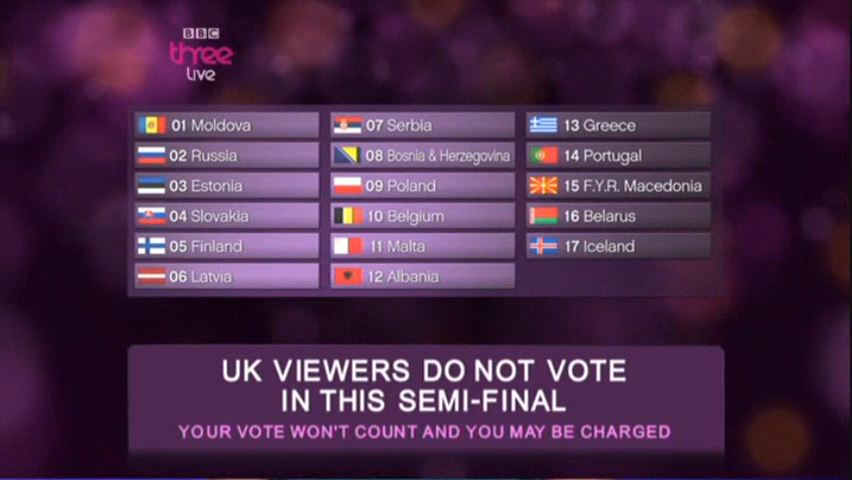 BBC
three
Live
01 Moldova
02 Russia
03 Estonia
04 Slovakia
05 Finland
06 Latvia
07 Serbia
08 Bosnia & Herzegovina
09 Poland
10 Belgium
11 Malta
12 Albania
13 Greece
14 Portugal
15 F.Y.R. Macedonia
16 Belarus
17 Iceland
UK VIEWERS DO NOT VOTE
IN THIS SEMI-FINAL
YOUR VOTE WON'T COUNT AND YOU MAY BE CHARGED